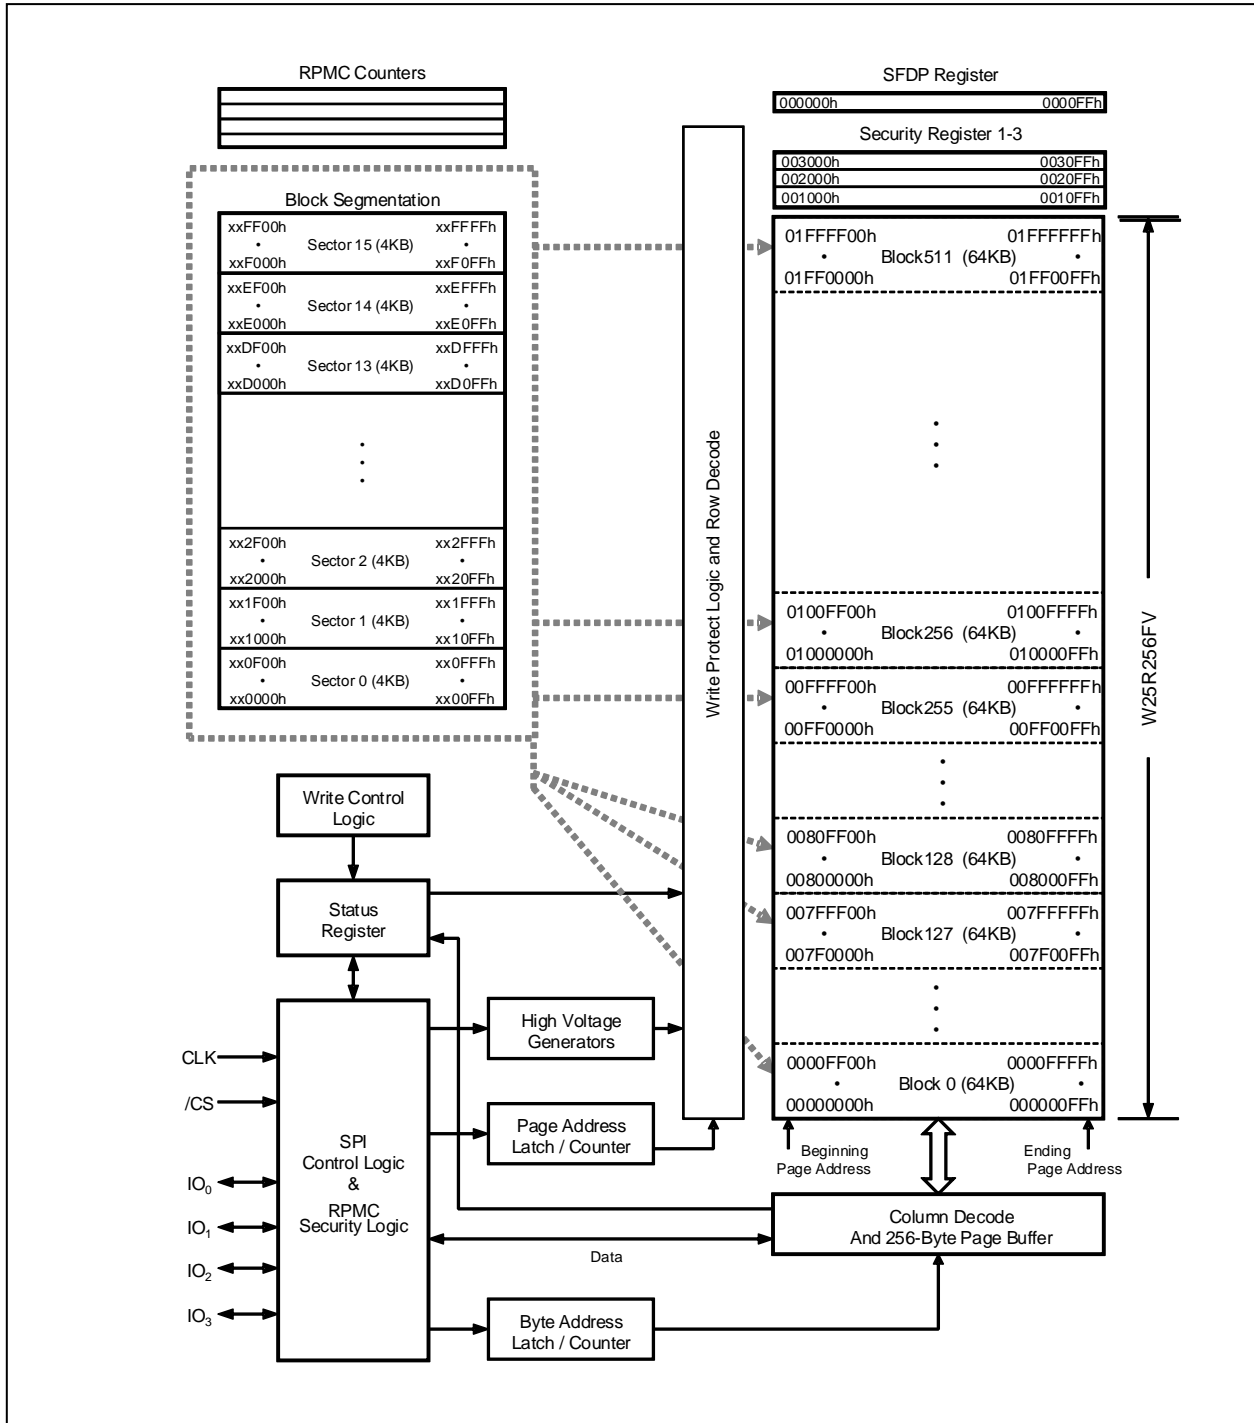 RPMC Counters
SFDP Register
000000h 0000FFh
Security Register 1-3
003000h 0030FFh
002000h 0020FFh
001000h 0010FFh
Block Segmentation
xxFF00h xxFFFFh
• Sector 15 (4KB) •
xxF000h xxF0FFh
xxEF00h xxEFFFh
• Sector 14 (4KB) •
xxE000h xxE0FFh
xxDF00h xxDFFFh
• Sector 13 (4KB) •
xxD000h xxD0FFh
xx2F00h xx2FFFh
• Sector 2 (4KB) •
xx2000h xx20FFh
xx1F00h xx1FFFh
• Sector 1 (4KB) •
xx1000h xx10FFh
xx0F00h xx0FFFh
• Sector 0 (4KB) •
xx0000h xx00FFh
Write Protect Logic and Row Decode
01FFFF00h 01FFFFFFh
• Block511 (64KB) •
01FF0000h 01FF00FFh
0100FF00h 0100FFFFh
• Block256 (64KB) •
01000000h 010000FFh
00FFFF00h 00FFFFFFh
• Block255 (64KB) •
00FF0000h 00FF00FFh
0080FF00h 0080FFFFh
• Block128 (64KB) •
00800000h 008000FFh
007FFF00h 007FFFFFh
• Block127 (64KB) •
007F0000h 007F00FFh
0000FF00h 0000FFFFh
• Block 0 (64KB) •
00000000h 000000FFh
W25R256FV
Beginning
Page Address
Ending
Page Address
Write Control
Logic
Status
Register
High Voltage
Generators
Page Address
Latch / Counter
CLK
/CS
IO0
IO1
IO2
IO3
SPI
Control Logic
&
RPMC
Security Logic
Column Decode
And 256-Byte Page Buffer
Data
Byte Address
Latch / Counter